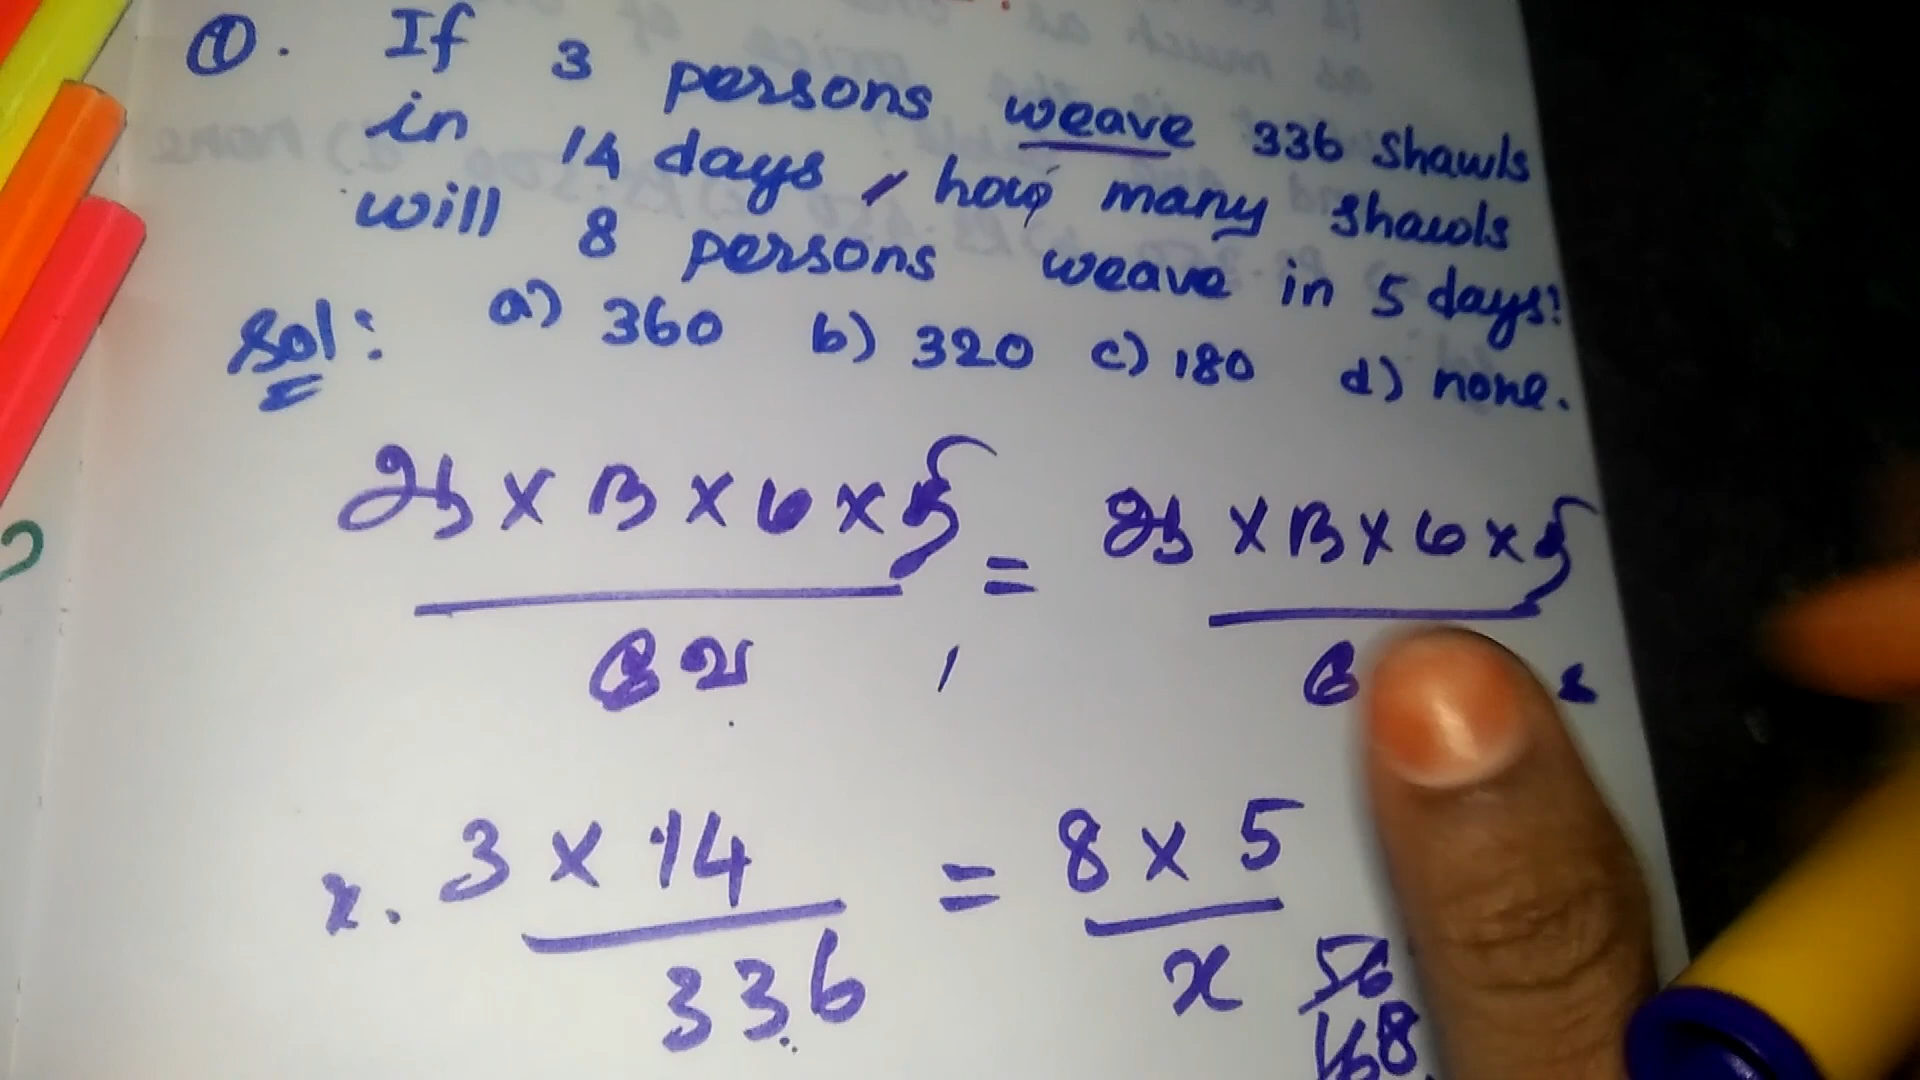 ①. If 3 persons weave 336 shawls
in 14 days, how many shawls
will 8 persons weave in 5 days?
Sol: a) 360 b) 320 c) 180 d) none.
ஆ x நா x ம x தி = ஆ x நா x ம x தி
வே
x. 3 x 14 = 8 x 5
336 x
56
168